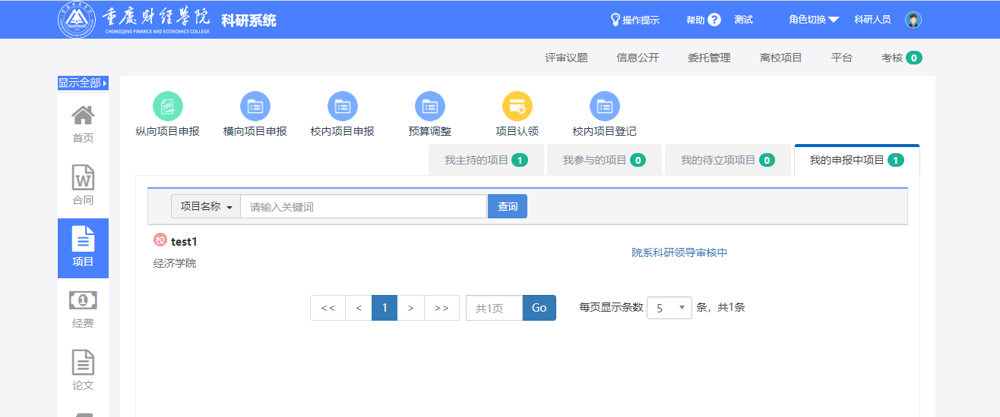 重庆财经学院 科研系统
CHONGQING FINANCE AND ECONOMICS COLLEGE
操作提示 帮助 ? 测试 角色切换 科研人员
评审议题 信息公开 委托管理 离校项目 平台 考核 0
显示全部
首页
合同
项目
经费
论文
纵向项目申报 横向项目申报 校内项目申报 预算调整 项目认领 校内项目登记
我主持的项目 1 我参与的项目 0 我的待立项项目 0 我的申报中项目 1
项目名称 请输入关键词 查询
校 test1
院系科研领导审核中
经济学院
<< < 1 > >> 共1页 Go 每页显示条数 5 条，共1条